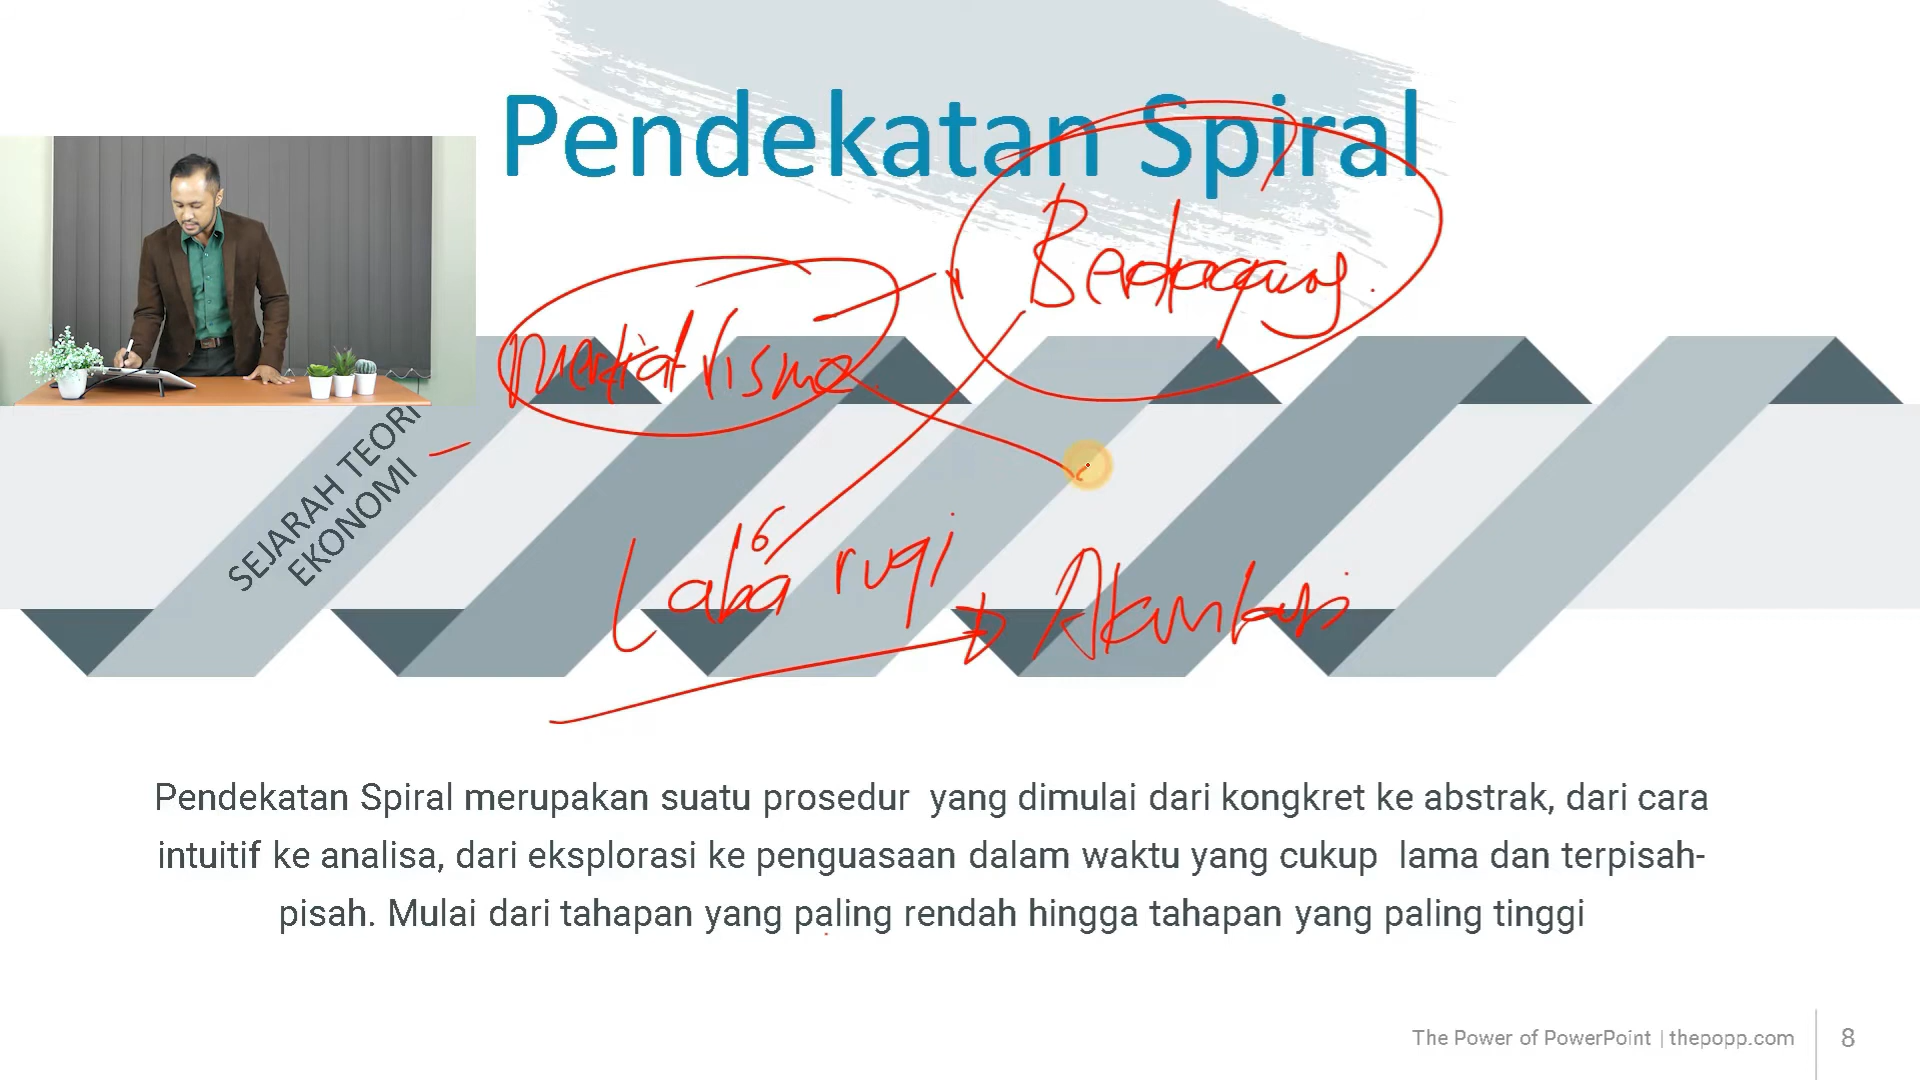 Pendekatan Spiral
Berdagang.
SEJARAH TEORI
EKONOMI
Laba rugi
Akuntansi
Pendekatan Spiral merupakan suatu prosedur yang dimulai dari kongkret ke abstrak, dari cara
intuitif ke analisa, dari eksplorasi ke penguasaan dalam waktu yang cukup lama dan terpisah-
pisah. Mulai dari tahapan yang paling rendah hingga tahapan yang paling tinggi
The Power of PowerPoint | thepopp.com
8